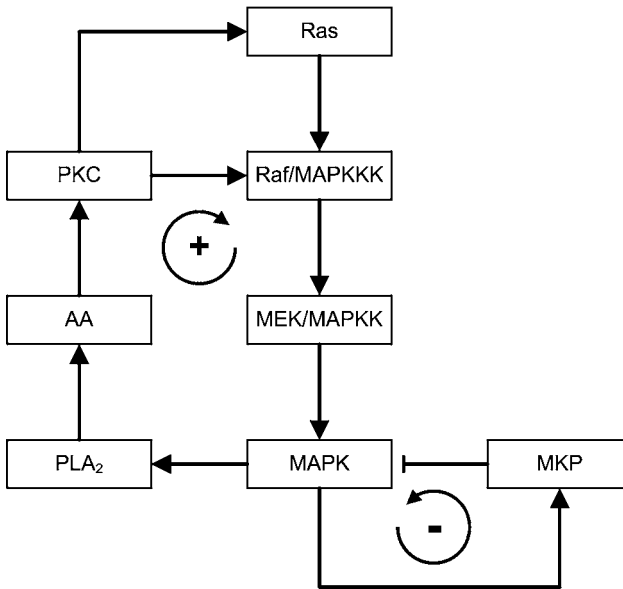 Ras
PKC
Raf/MAPKKK
+
AA
MEK/MAPKK
PLA₂
MAPK
MKP
-